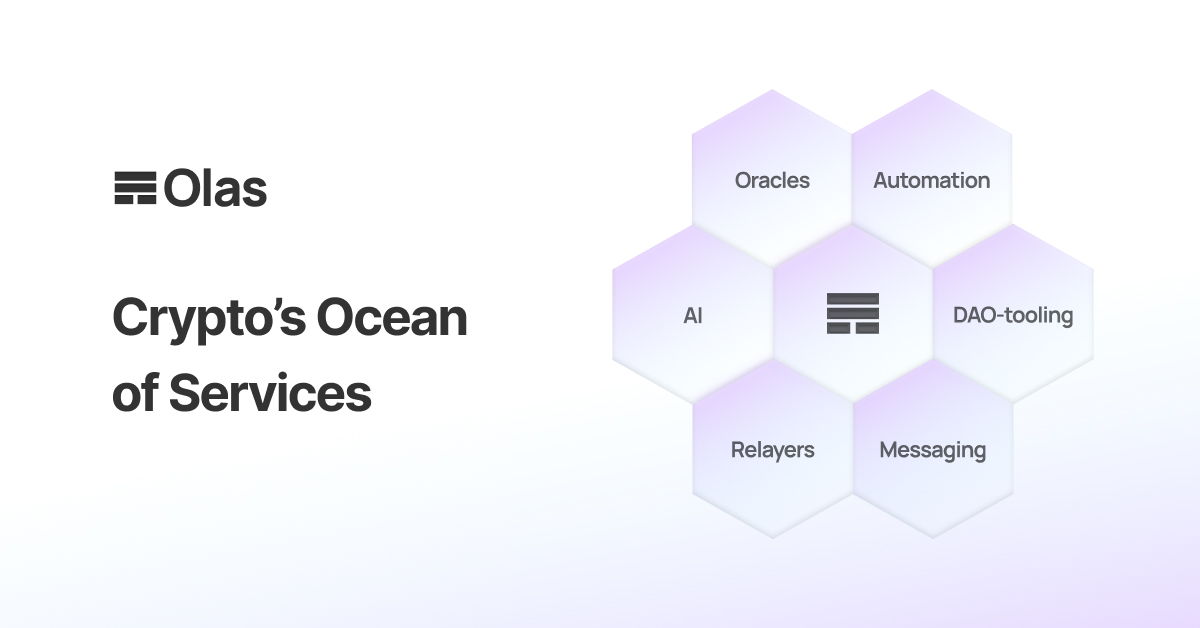 Olas
Crypto’s Ocean
of Services
Oracles
Automation
AI
DAO-tooling
Relayers
Messaging